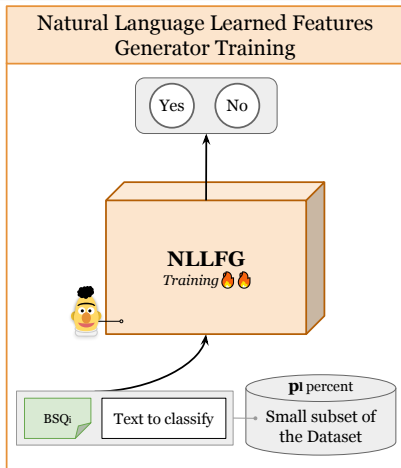 Natural Language Learned Features
Generator Training
Yes
No
NLLFG
Training
BSQi
Text to classify
pl percent
Small subset of
the Dataset